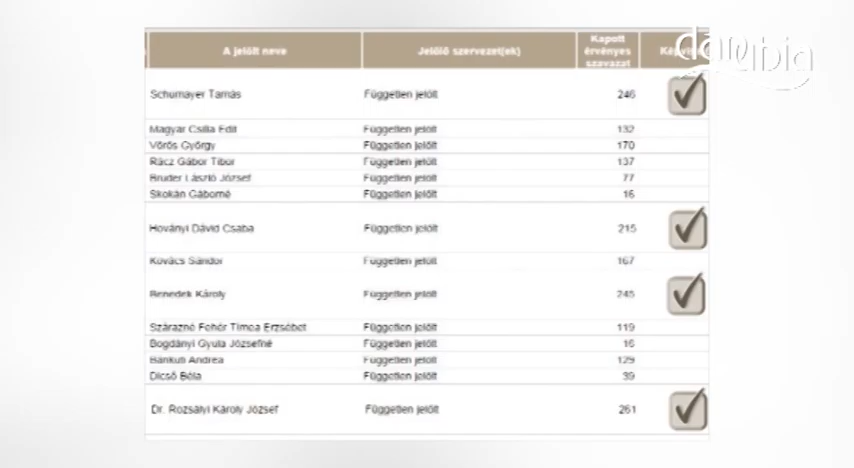 A jelölt neve Jelölő szervezet(ek) Kapott érvényes szavazat
danubia
Schumayer Tamás Független jelölt 246
Magyar Csilla Edit Független jelölt 132
Vörös György Független jelölt 170
Rácz Gábor Tibor Független jelölt 137
Bruder László József Független jelölt 77
Skokán Gáborné Független jelölt 16
Hoványi Dávid Csaba Független jelölt 215
Kovács Sándor Független jelölt 167
Benedek Károly Független jelölt 245
Szárazné Fehér Tímea Erzsébet Független jelölt 119
Bogdányi Gyula Józsefné Független jelölt 16
Bánkuti Andrea Független jelölt 129
Dicső Béla Független jelölt 39
Dr. Rozsályi Károly József Független jelölt 261